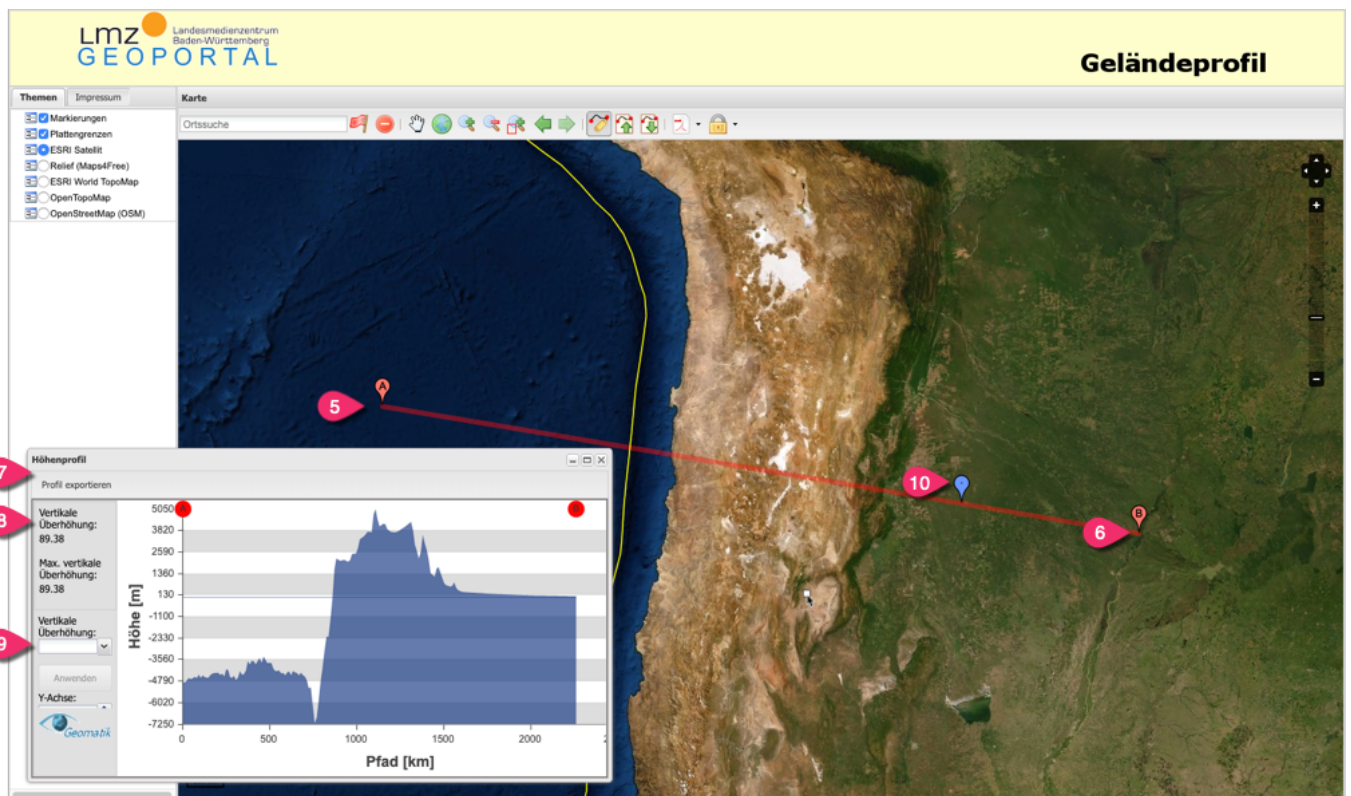 LMZ Landesmedienzentrum
Baden-Württemberg
GEOPORTAL
Geländeprofil
Themen Impressum
Karte
Ortssuche
Markierungen
Plattengrenzen
ESRI Satellit
Relief (Maps4Free)
ESRI World TopoMap
OpenTopoMap
OpenStreetMap (OSM)
A
5
10
B
6
7
Höhenprofil
Profil exportieren
8
Vertikale
Überhöhung:
89.38
Max. vertikale
Überhöhung:
89.38
9
Vertikale
Überhöhung:
Anwenden
Y-Achse:
Geomatik
Höhe [m]
5050
3820
2590
1360
130
-1100
-2330
-3560
-4790
-6020
-7250
0 500 1000 1500 2000 2
Pfad [km]